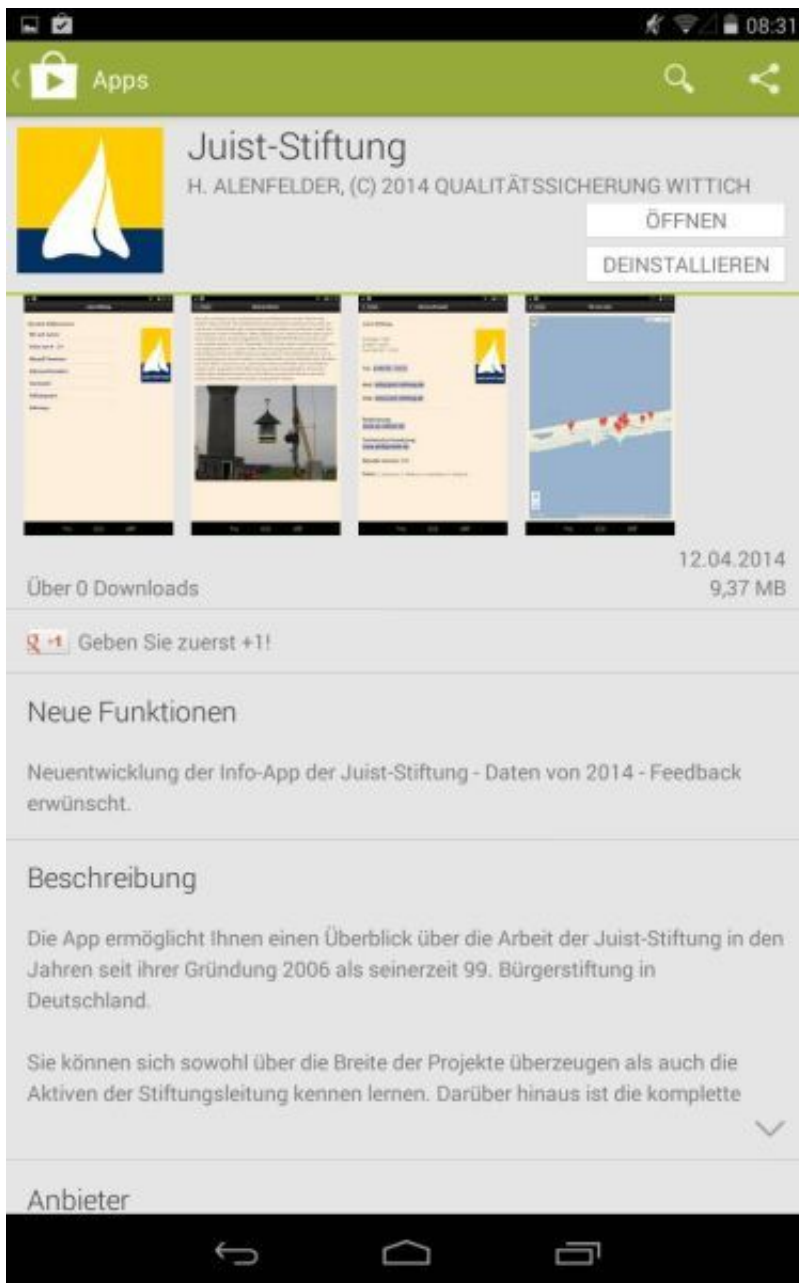 08:31
Apps
Juist-Stiftung
H. ALENFELDER, (C) 2014 QUALITÄTSSICHERUNG WITTICH
ÖFFNEN
DEINSTALLIEREN
12.04.2014
Über 0 Downloads
9,37 MB
g +1 Geben Sie zuerst +1!
Neue Funktionen
Neuentwicklung der Info-App der Juist-Stiftung - Daten von 2014 - Feedback
erwünscht.
Beschreibung
Die App ermöglicht Ihnen einen Überblick über die Arbeit der Juist-Stiftung in den
Jahren seit ihrer Gründung 2006 als seinerzeit 99. Bürgerstiftung in
Deutschland.
Sie können sich sowohl über die Breite der Projekte überzeugen als auch die
Aktiven der Stiftungsleitung kennen lernen. Darüber hinaus ist die komplette
Anbieter